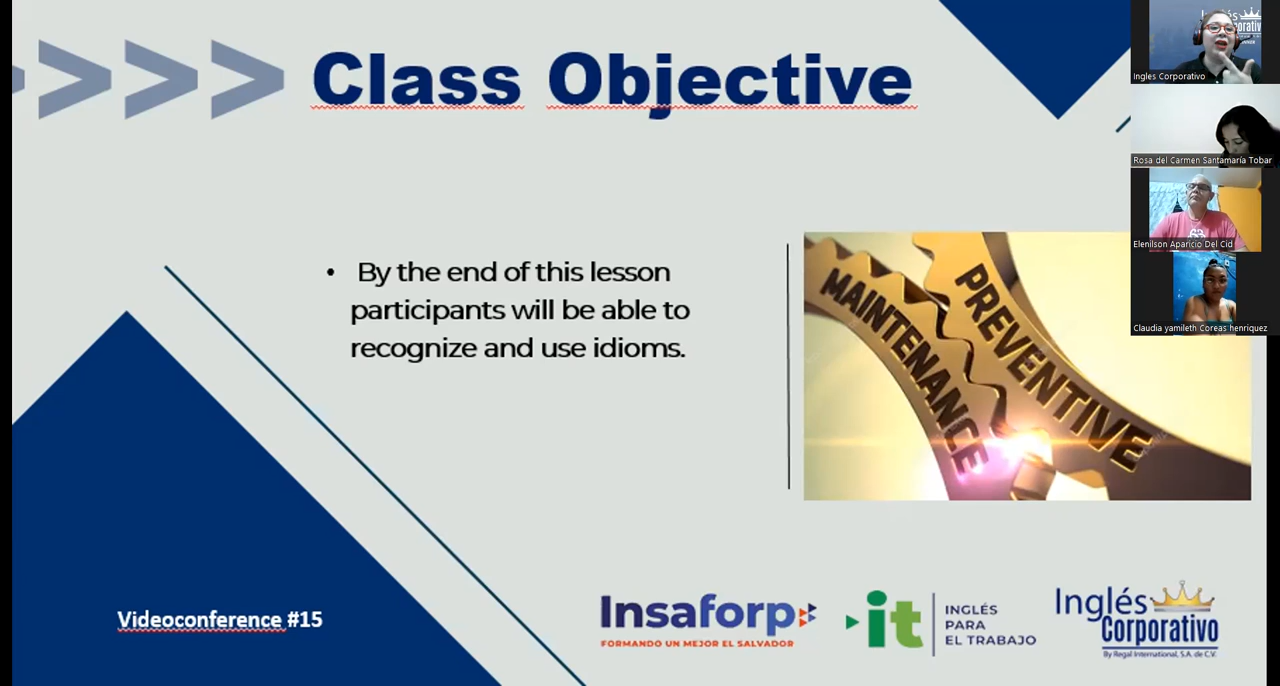 Class Objective
• By the end of this lesson
participants will be able to
recognize and use idioms.
MAINTENANCE
PREVENTIVE
Videoconference #15
Insaforp
FORMANDO UN MEJOR EL SALVADOR
it
INGLÉS
PARA
EL TRABAJO
Inglés
Corporativo
By Regal International, S.A. de C.V.
Ingles Corporativo
Rosa del Carmen Santamaría Tobar
Elenilson Aparicio Del Cid
Claudia yamileth Coreas henriquez